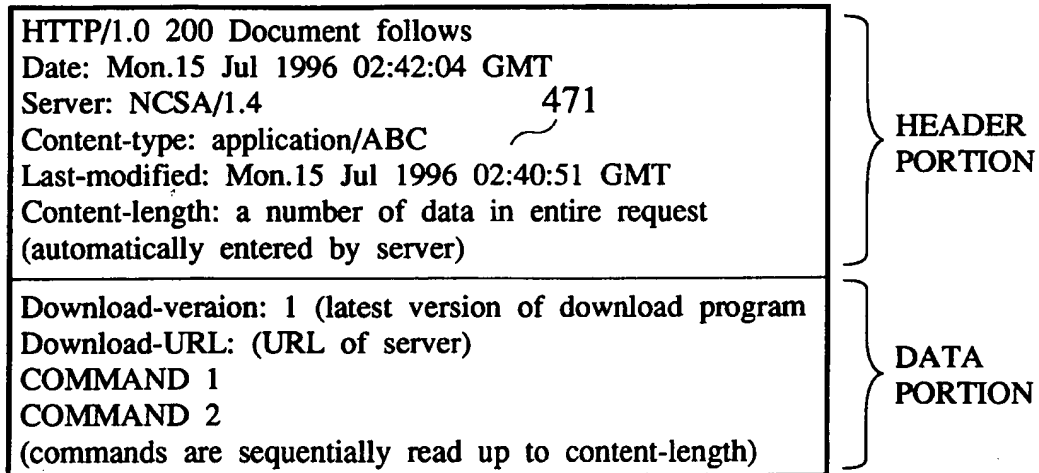 HTTP/1.0 200 Document follows
Date: Mon.15 Jul 1996 02:42:04 GMT
Server: NCSA/1.4
471
Content-type: application/ABC
Last-modified: Mon.15 Jul 1996 02:40:51 GMT
Content-length: a number of data in entire request
(automatically entered by server)
HEADER
PORTION
Download-veraion: 1 (latest version of download program
Download-URL: (URL of server)
COMMAND 1
COMMAND 2
(commands are sequentially read up to content-length)
DATA
PORTION